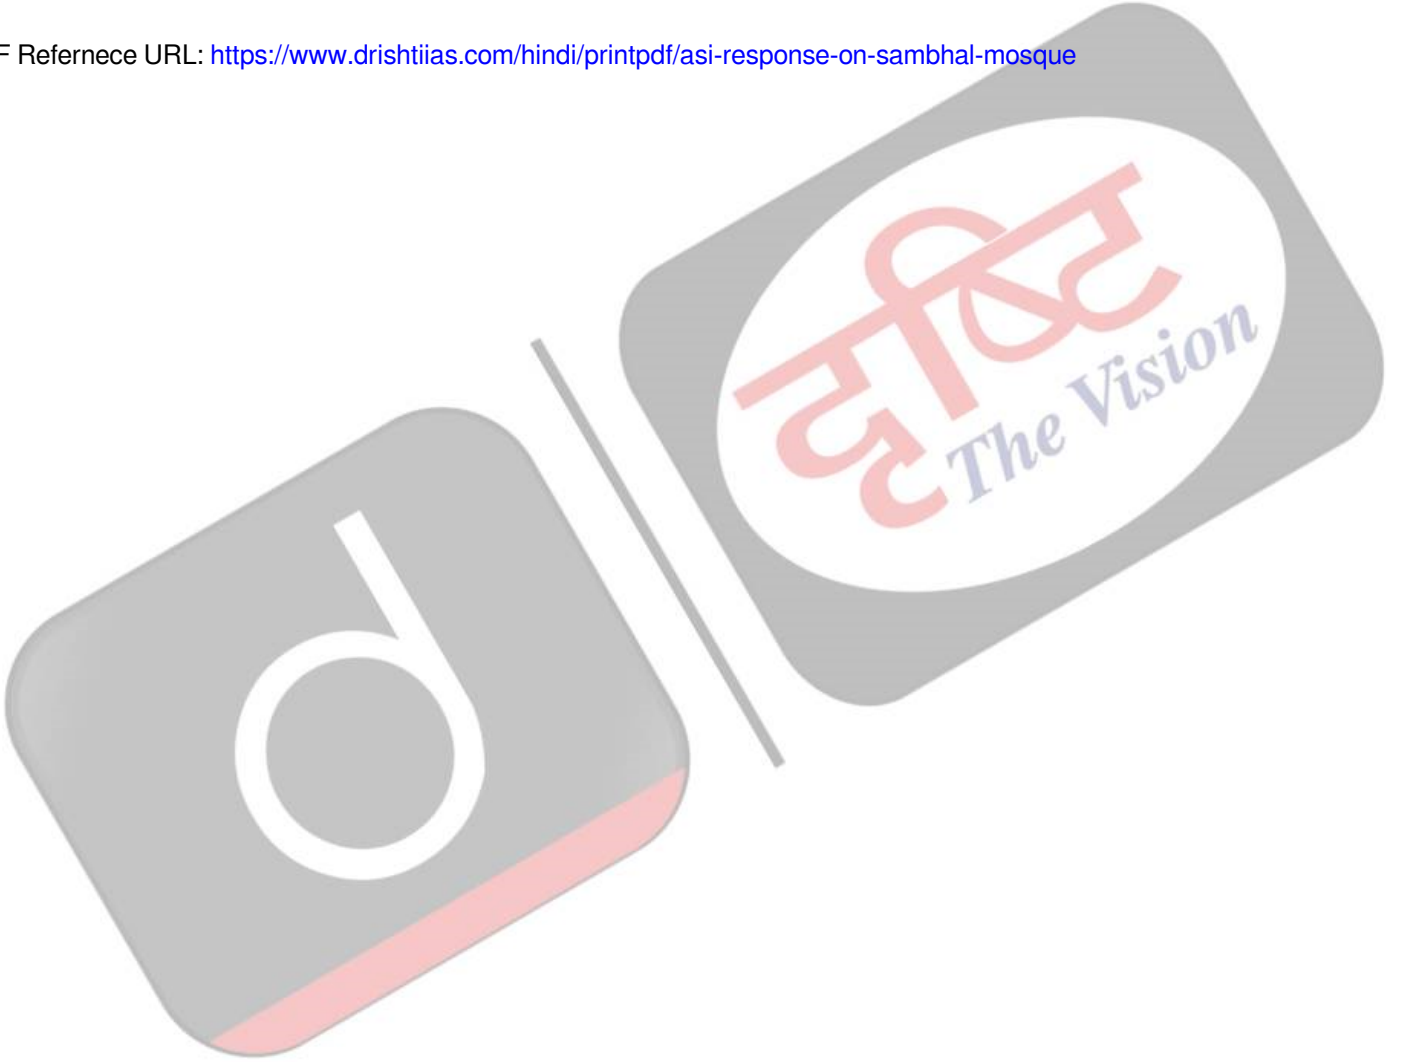 F Refernece URL: https://www.drishtiias.com/hindi/printpdf/asi-response-on-sambhal-mosque
दृष्टि
The Vision
d